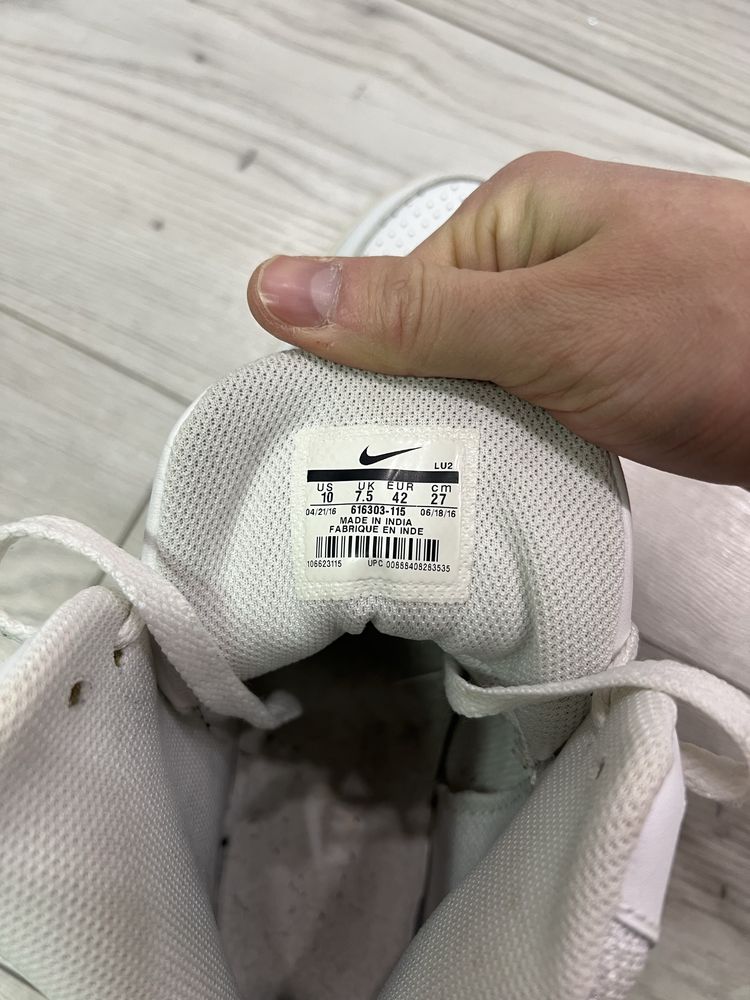 LU2
US UK EUR cm
10 7.5 42 27
04/21/16 616303-115 06/18/16
MADE IN INDIA
FABRIQUE EN INDE
106623115 UPC 00888408283535